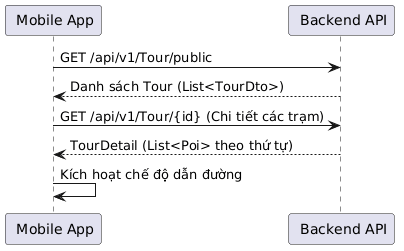 Mobile App Backend API
GET /api/v1/Tour/public
Danh sách Tour (List<TourDto>)
GET /api/v1/Tour/{id} (Chi tiết các trạm)
TourDetail (List<Poi> theo thứ tự)
Kích hoạt chế độ dẫn đường
Mobile App Backend API